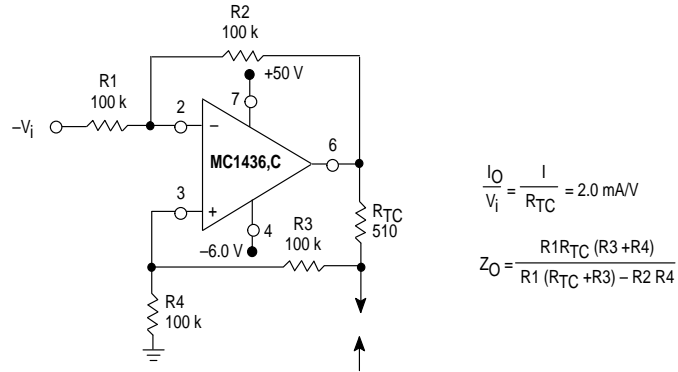 R2
100 k
+50 V
R1
100 k
7
2
–Vi
–
6
MC1436,C
3
+
RTC
510
4
R3
100 k
–6.0 V
R4
100 k
IO/Vi = I/RTC = 2.0 mA/V
ZO = R1RTC (R3 +R4)/R1 (RTC +R3) – R2 R4